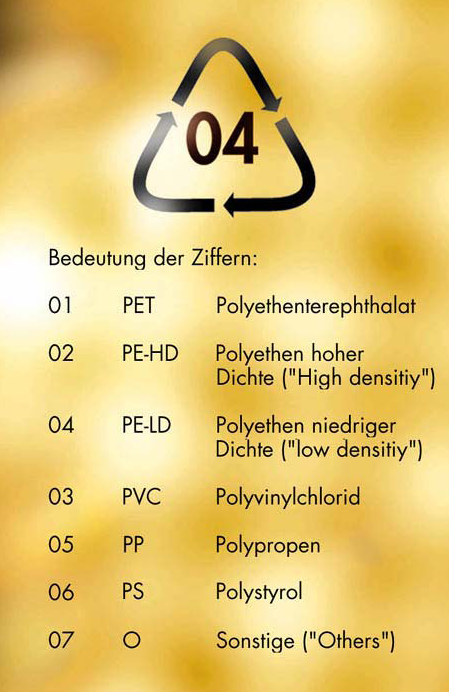 04
Bedeutung der Ziffern:
01 PET Polyethenterephthalat
02 PE-HD Polyethen hoher
Dichte ("High densitiy")
04 PE-LD Polyethen niedriger
Dichte ("low densitiy")
03 PVC Polyvinylchlorid
05 PP Polypropen
06 PS Polystyrol
07 O Sonstige ("Others")